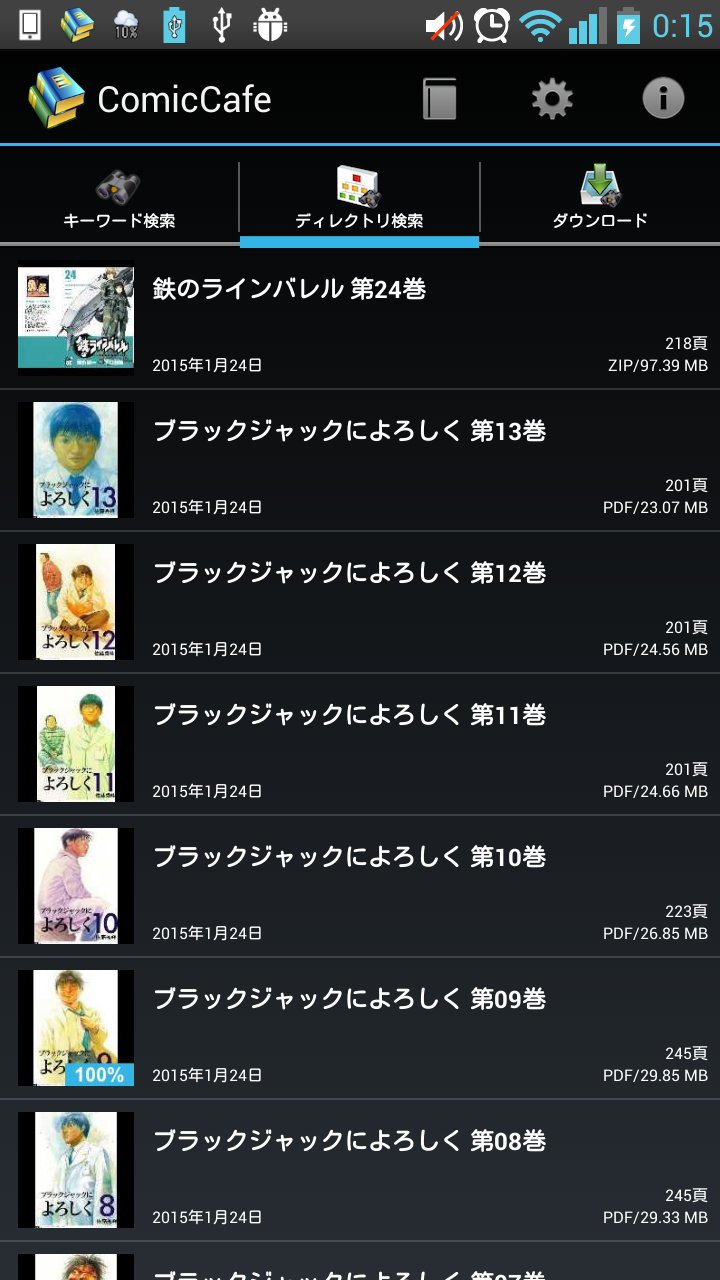 10%
0:15
ComicCafe
キーワード検索
ディレクトリ検索
ダウンロード
24
鉄のラインバレル 第24巻
218頁
2015年1月24日
ZIP/97.39 MB
ブラックジャックに
よろしく13
ブラックジャックによろしく 第13巻
201頁
2015年1月24日
PDF/23.07 MB
ブラックジャックに
よろしく12
ブラックジャックによろしく 第12巻
201頁
2015年1月24日
PDF/24.56 MB
ブラックジャックに
よろしく11
ブラックジャックによろしく 第11巻
201頁
2015年1月24日
PDF/24.66 MB
ブラックジャックに
よろしく10
ブラックジャックによろしく 第10巻
223頁
2015年1月24日
PDF/26.85 MB
ブラックジャックに
100%
ブラックジャックによろしく 第09巻
245頁
2015年1月24日
PDF/29.85 MB
ブラックジャックに
よろしく8
ブラックジャックによろしく 第08巻
245頁
2015年1月24日
PDF/29.33 MB
ブラックジャックによろしく 第07巻